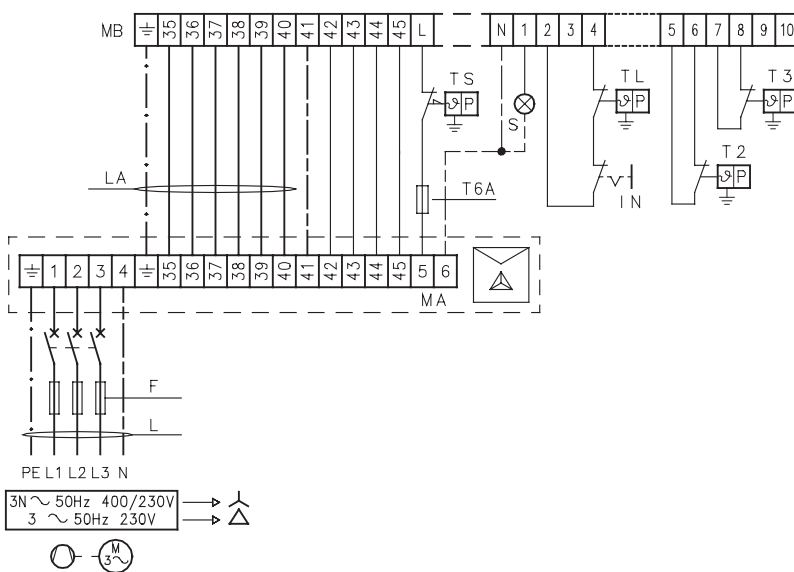 MB 35 36 37 38 39 40 41 42 43 44 45 L N 1 2 3 4 5 6 7 8 9 10
TS ϑ P
TL ϑ P
T3 ϑ P
S
T2 ϑ P
LA
T6A
IN
1 2 3 4 35 36 37 38 39 40 41 42 43 44 45 5 6
MA
F
L
PE L1 L2 L3 N
3N ~ 50Hz 400/230V
3 ~ 50Hz 230V
M
3~